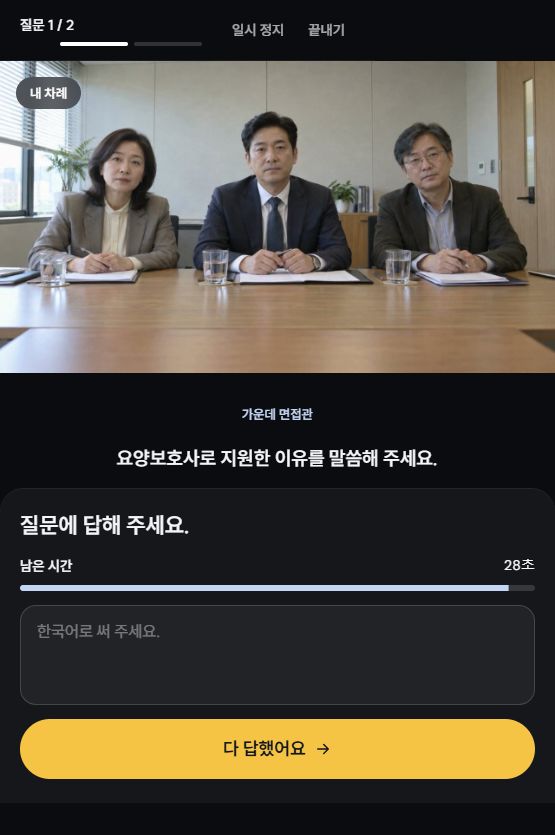 질문 1 / 2
일시 정지
끝내기
내 차례
가운데 면접관
요양보호사로 지원한 이유를 말씀해 주세요.
질문에 답해 주세요.
남은 시간
28초
한국어로 써 주세요.
다 답했어요 →